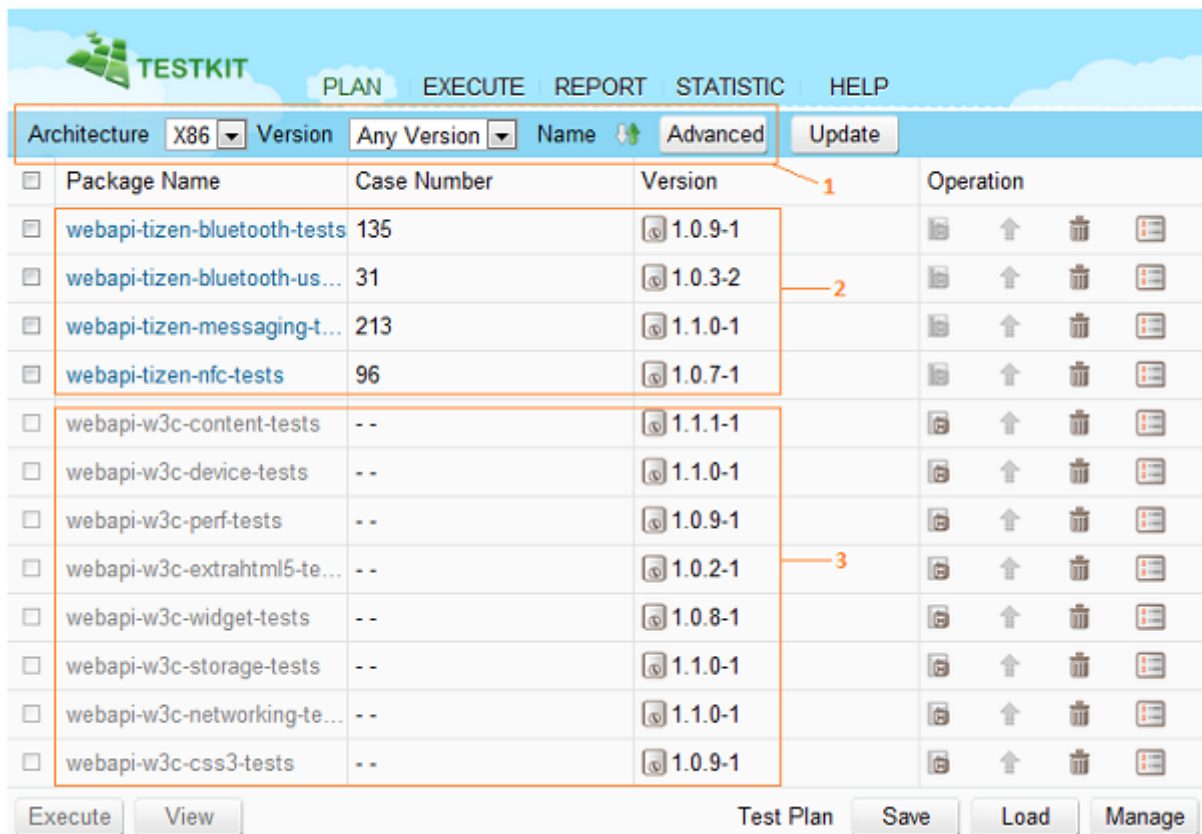 TESTKIT
PLAN EXECUTE REPORT STATISTIC HELP
Architecture X86 Version Any Version Name Advanced Update
Package Name Case Number Version Operation
1
webapi-tizen-bluetooth-tests 135 1.0.9-1
webapi-tizen-bluetooth-us... 31 1.0.3-2
2
webapi-tizen-messaging-t... 213 1.1.0-1
webapi-tizen-nfc-tests 96 1.0.7-1
webapi-w3c-content-tests - - 1.1.1-1
webapi-w3c-device-tests - - 1.1.0-1
webapi-w3c-perf-tests - - 1.0.9-1
webapi-w3c-extrahtml5-te... - - 1.0.2-1
3
webapi-w3c-widget-tests - - 1.0.8-1
webapi-w3c-storage-tests - - 1.1.0-1
webapi-w3c-networking-te... - - 1.1.0-1
webapi-w3c-css3-tests - - 1.0.9-1
Execute View Test Plan Save Load Manage